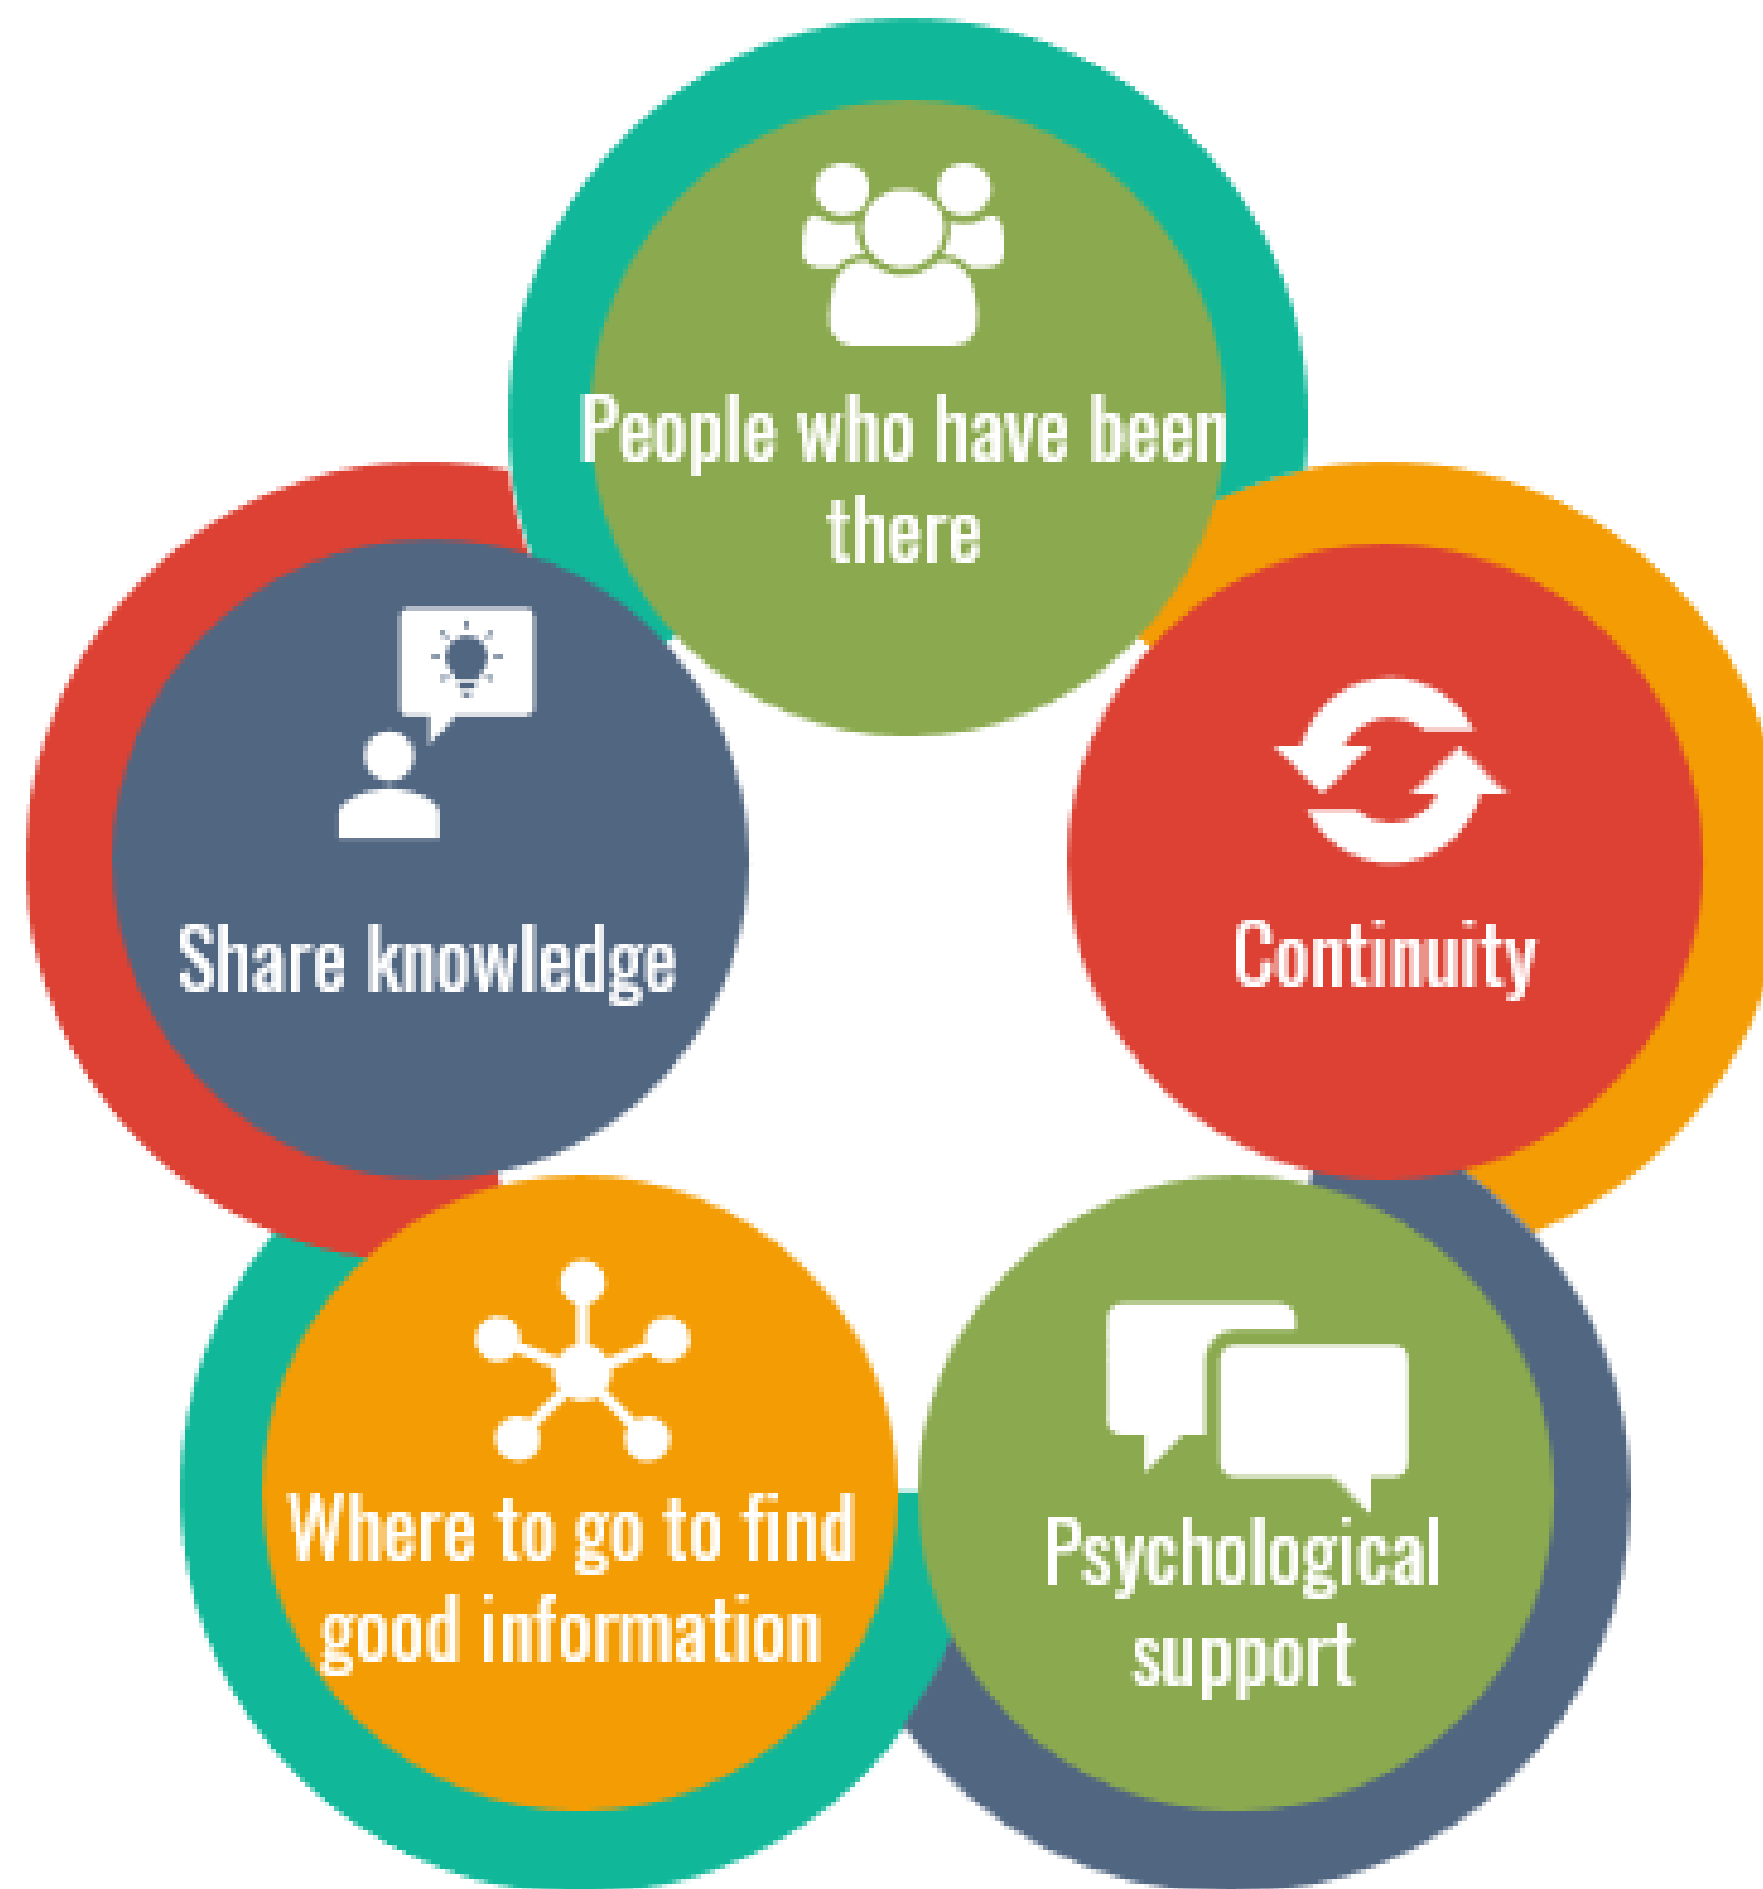 People who have been
there
Share knowledge
Continuity
Where to go to find
good information
Psychological
support